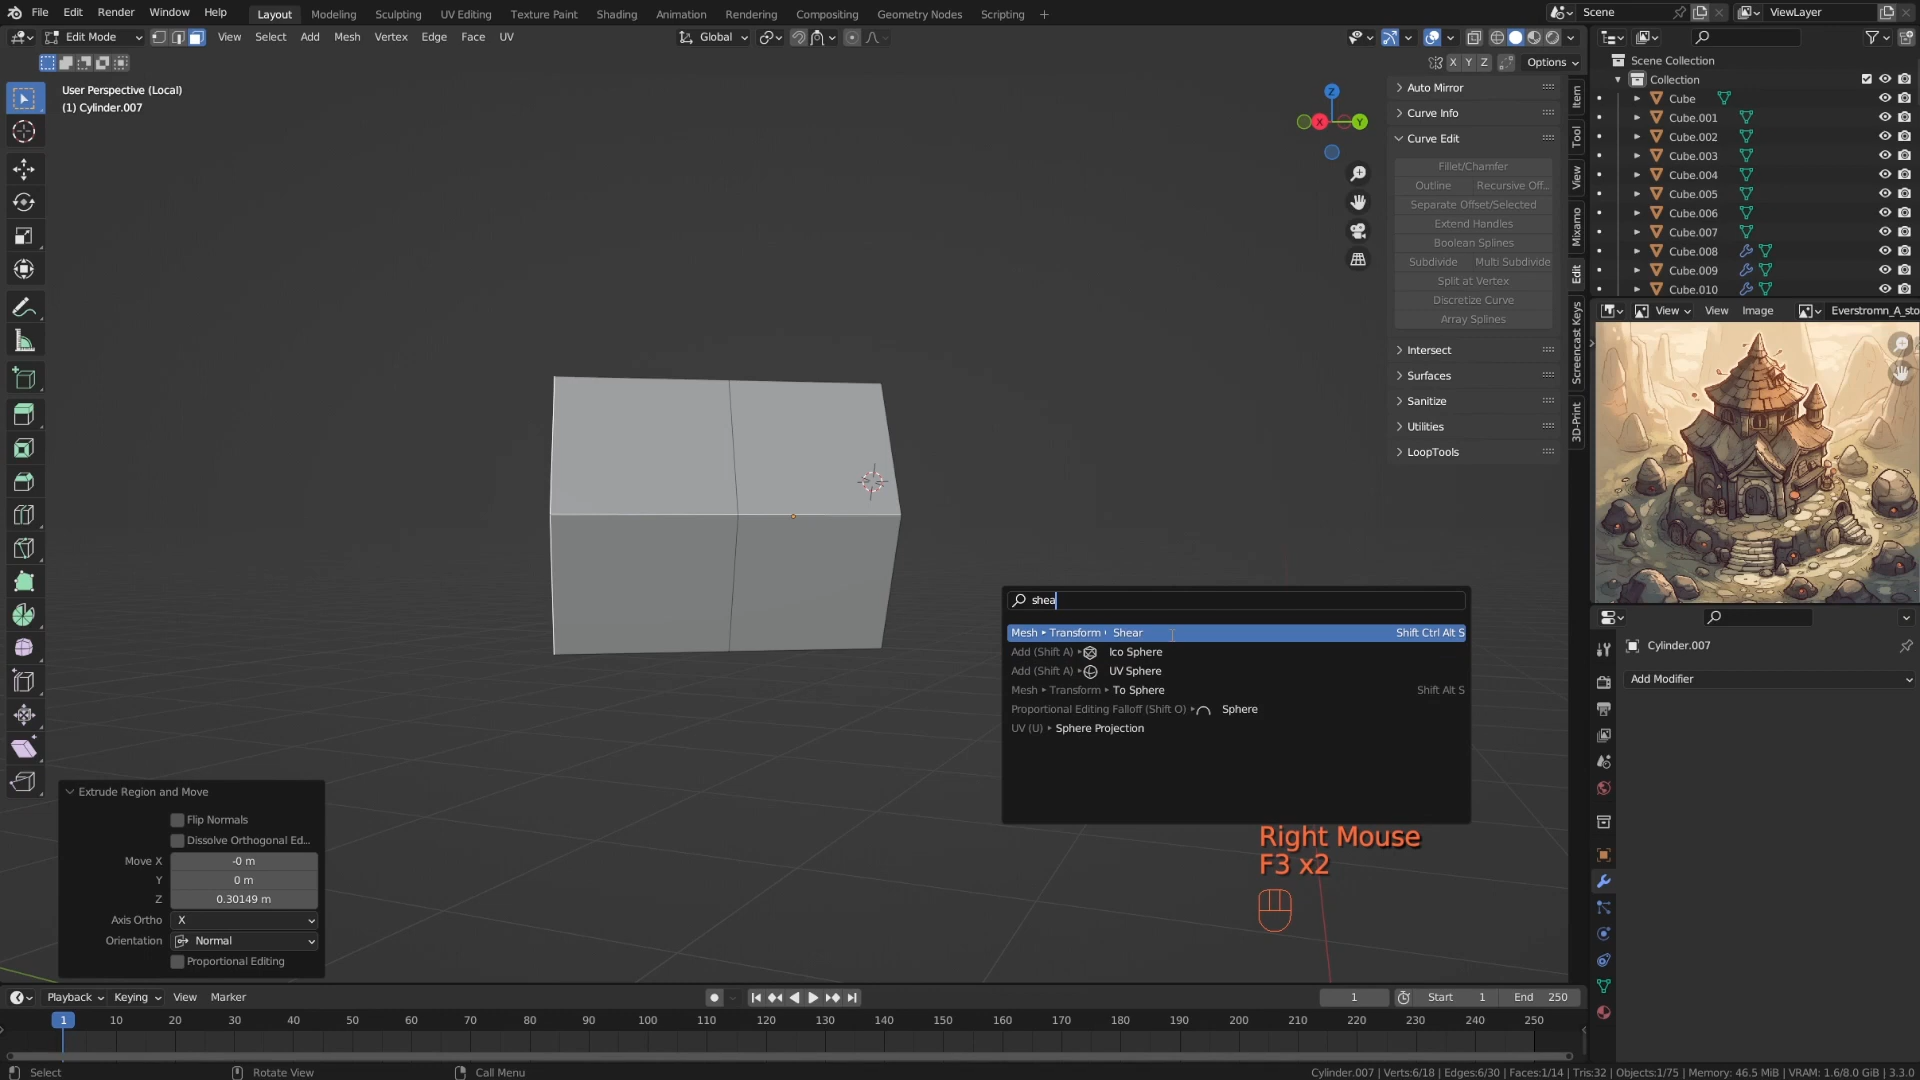 File Edit Render Window Help Layout Modeling Sculpting UV Editing Texture Paint Shading Animation Rendering Compositing Geometry Nodes Scripting + Scene ViewLayer
Edit Mode View Select Add Mesh Vertex Edge Face UV Global
X Y Z Options
User Perspective (Local)
(1) Cylinder.007
Z
X
Y
Auto Mirror
Curve Info
Curve Edit
Fillet/Chamfer
Outline Recursive Off...
Separate Offset/Selected
Extend Handles
Boolean Splines
Subdivide Multi Subdivide
Split at Vertex
Discretize Curve
Array Splines
Intersect
Surfaces
Sanitize
Utilities
LoopTools
Item
Tool
View
Mixamo
Edit
Screencast Keys
3D-Print
Scene Collection
Collection
Cube
Cube.001
Cube.002
Cube.003
Cube.004
Cube.005
Cube.006
Cube.007
Cube.008
Cube.009
Cube.010
View View Image Everstromn_A_sto
shea
Mesh Transform Shear Shift Ctrl Alt S
Add (Shift A) Ico Sphere
Add (Shift A) UV Sphere
Mesh Transform To Sphere Shift Alt S
Proportional Editing Falloff (Shift O) Sphere
UV (U) Sphere Projection
Right Mouse
F3 x2
Cylinder.007
Add Modifier
Extrude Region and Move
Flip Normals
Dissolve Orthogonal Ed...
Move X -0 m
Y 0 m
Z 0.30149 m
Axis Ortho X
Orientation Normal
Proportional Editing
Playback Keying View Marker 1 Start 1 End 250
1 10 20 30 40 50 60 70 80 90 100 110 120 130 140 150 160 170 180 190 200 210 220 230 240 250
Select Rotate View Call Menu Cylinder.007 | Verts:6/18 | Edges:6/30 | Faces:1/14 | Tris:32 | Objects:1/75 | Memory: 46.5 MiB | VRAM: 1.6/8.0 GiB | 3.3.0